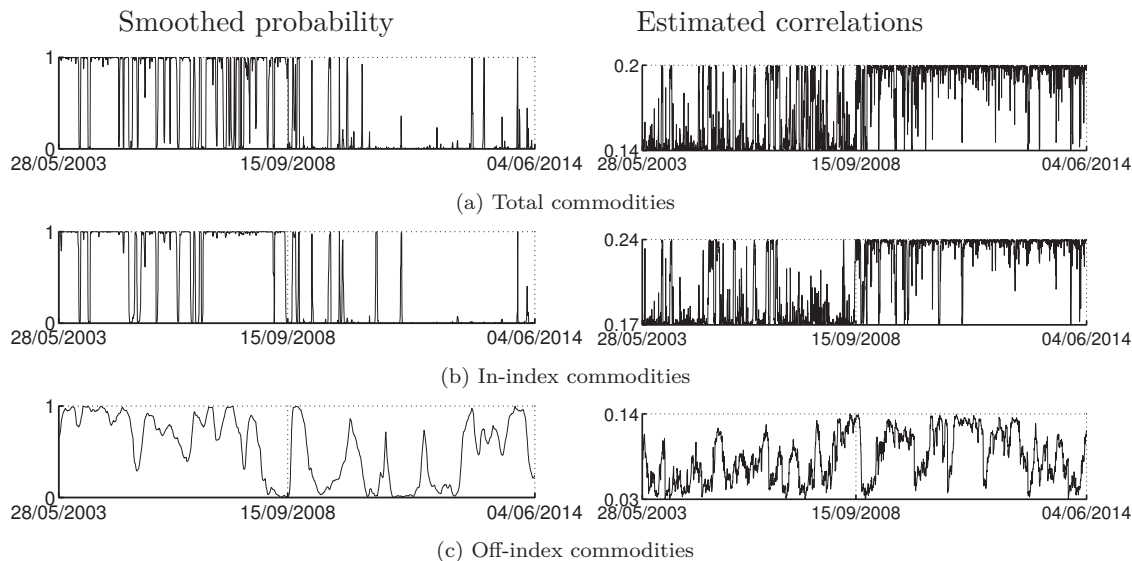 Smoothed probability Estimated correlations
1 0.2
0 0.14
28/05/2003 15/09/2008 04/06/2014 28/05/2003 15/09/2008 04/06/2014
(a) Total commodities
1 0.24
0 0.17
28/05/2003 15/09/2008 04/06/2014 28/05/2003 15/09/2008 04/06/2014
(b) In-index commodities
1 0.14
0 0.03
28/05/2003 15/09/2008 04/06/2014 28/05/2003 15/09/2008 04/06/2014
(c) Off-index commodities